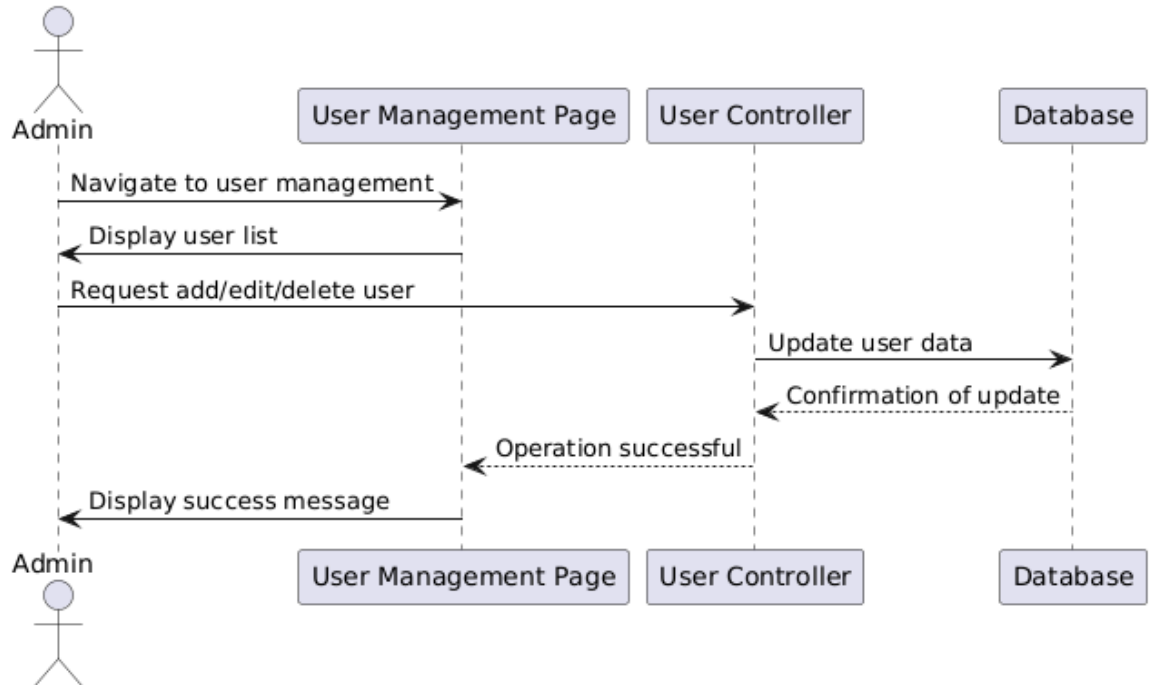 Admin
User Management Page
User Controller
Database
Navigate to user management
Display user list
Request add/edit/delete user
Update user data
Confirmation of update
Operation successful
Display success message
Admin
User Management Page
User Controller
Database